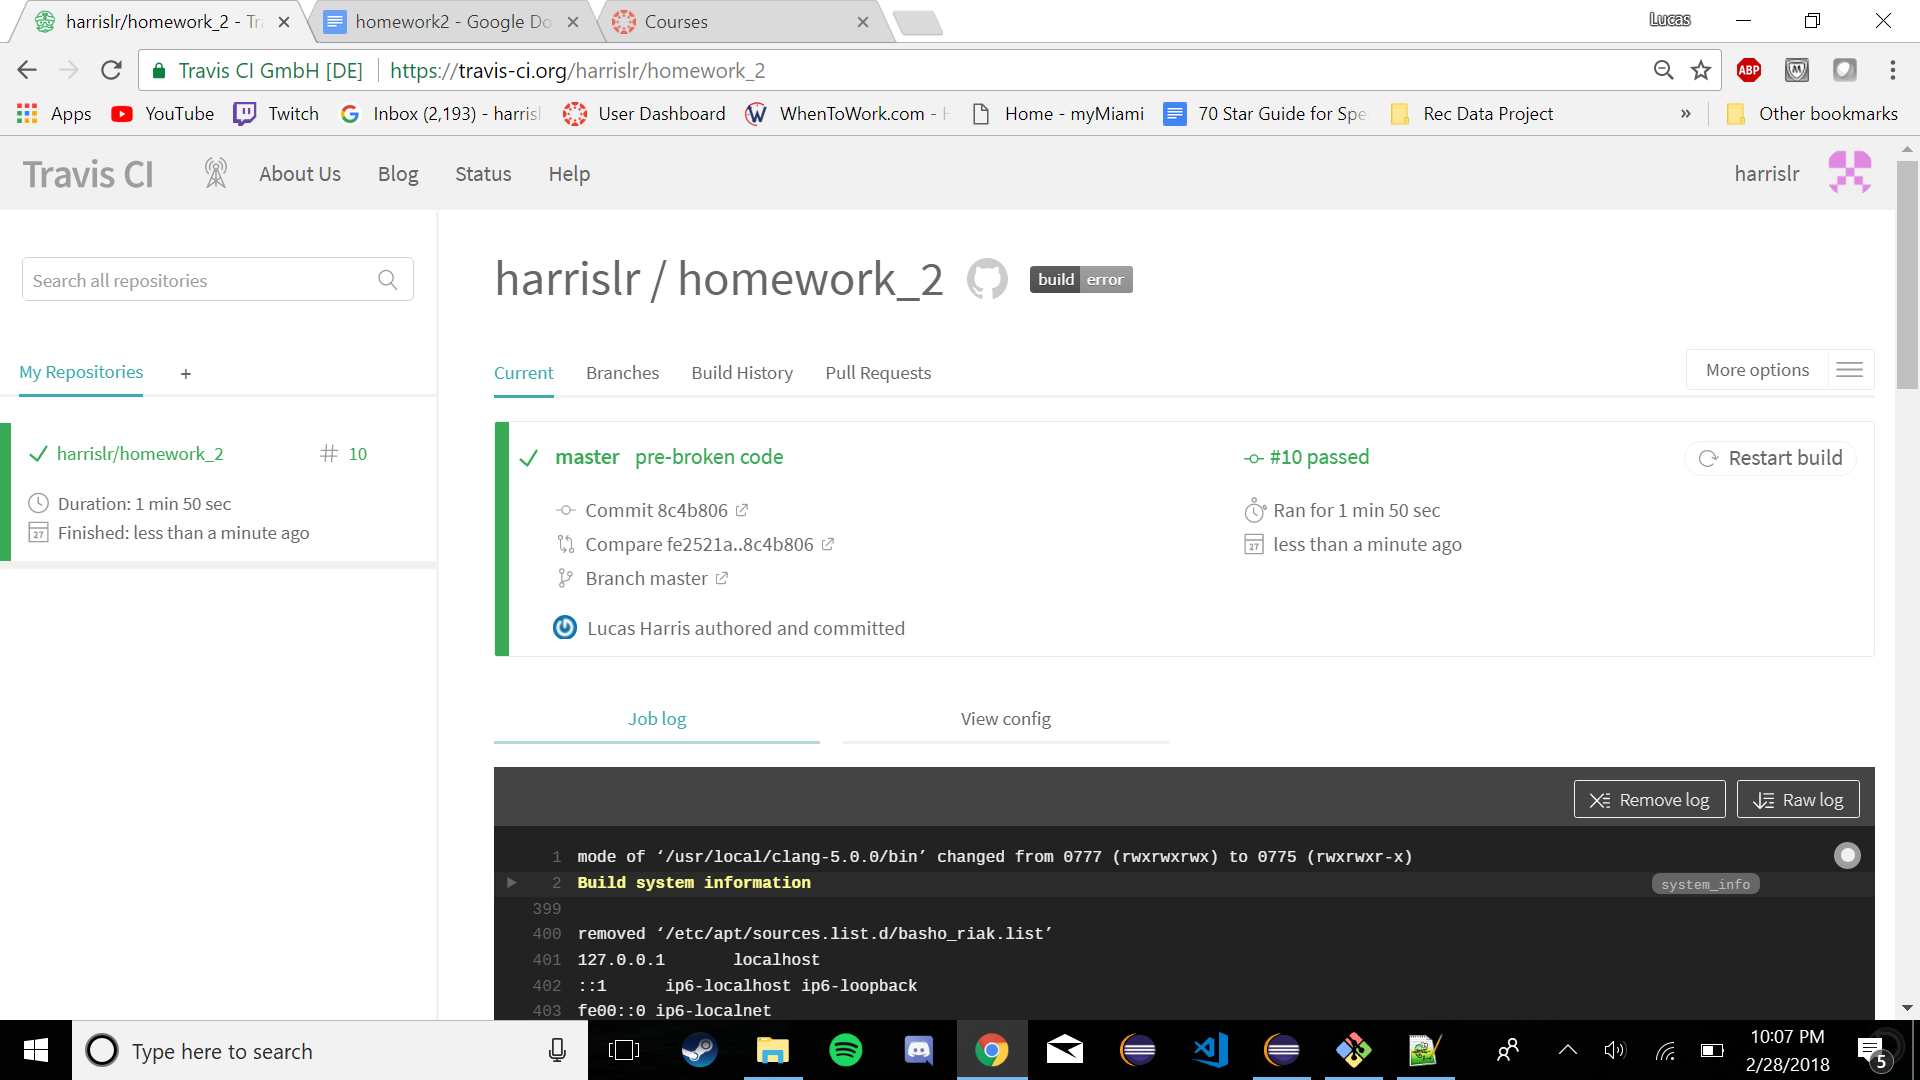 harrislr/homework_2 - Tr
homework2 - Google Do
Courses
Lucas
Travis CI GmbH [DE]
https://travis-ci.org/harrislr/homework_2
ABP
Apps
YouTube
Twitch
Inbox (2,193) - harrisl
User Dashboard
WhenToWork.com -
Home - myMiami
70 Star Guide for Spe
Rec Data Project
»
Other bookmarks
Travis CI
About Us
Blog
Status
Help
harrislr
Search all repositories
harrislr / homework_2
build error
My Repositories +
Current
Branches
Build History
Pull Requests
More options
harrislr/homework_2
# 10
Duration: 1 min 50 sec
27 Finished: less than a minute ago
master pre-broken code
#10 passed
Restart build
Commit 8c4b806
Ran for 1 min 50 sec
Compare fe2521a..8c4b806
27 less than a minute ago
Branch master
Lucas Harris authored and committed
Job log
View config
Remove log
Raw log
1 mode of ‘/usr/local/clang-5.0.0/bin’ changed from 0777 (rwxrwxrwx) to 0775 (rwxrwxr-x)
2 Build system information
system_info
399
400 removed ‘/etc/apt/sources.list.d/basho_riak.list’
401 127.0.0.1 localhost
402 ::1 ip6-localhost ip6-loopback
403 fe00::0 ip6-localnet
Type here to search
10:07 PM
2/28/2018
5